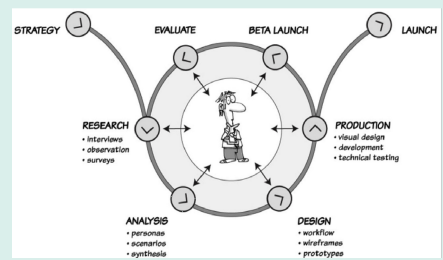 STRATEGY
EVALUATE
BETA LAUNCH
LAUNCH
RESEARCH
• interviews
• observation
• surveys
PRODUCTION
• visual design
• development
• technical testing
ANALYSIS
• personas
• scenarios
• synthesis
DESIGN
• workflow
• wireframes
• prototypes